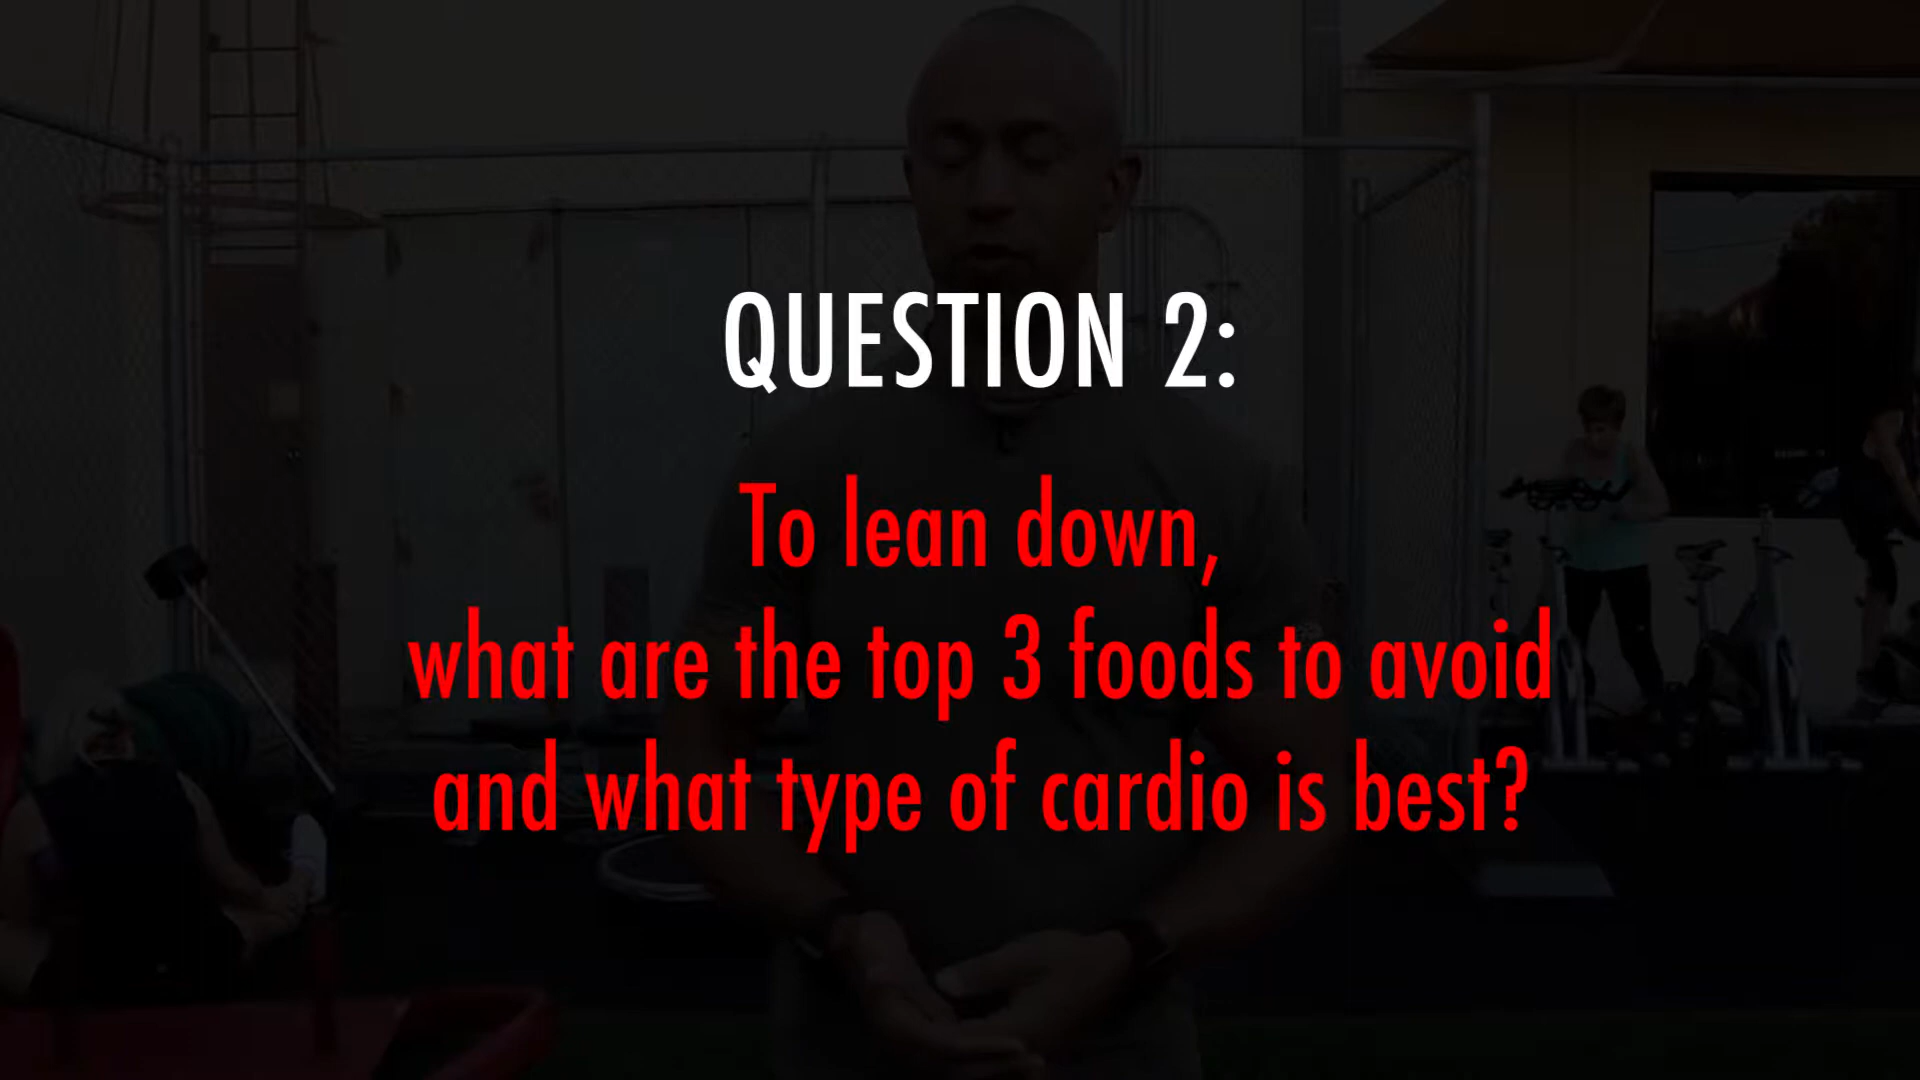 QUESTION 2:
To lean down,
what are the top 3 foods to avoid
and what type of cardio is best?